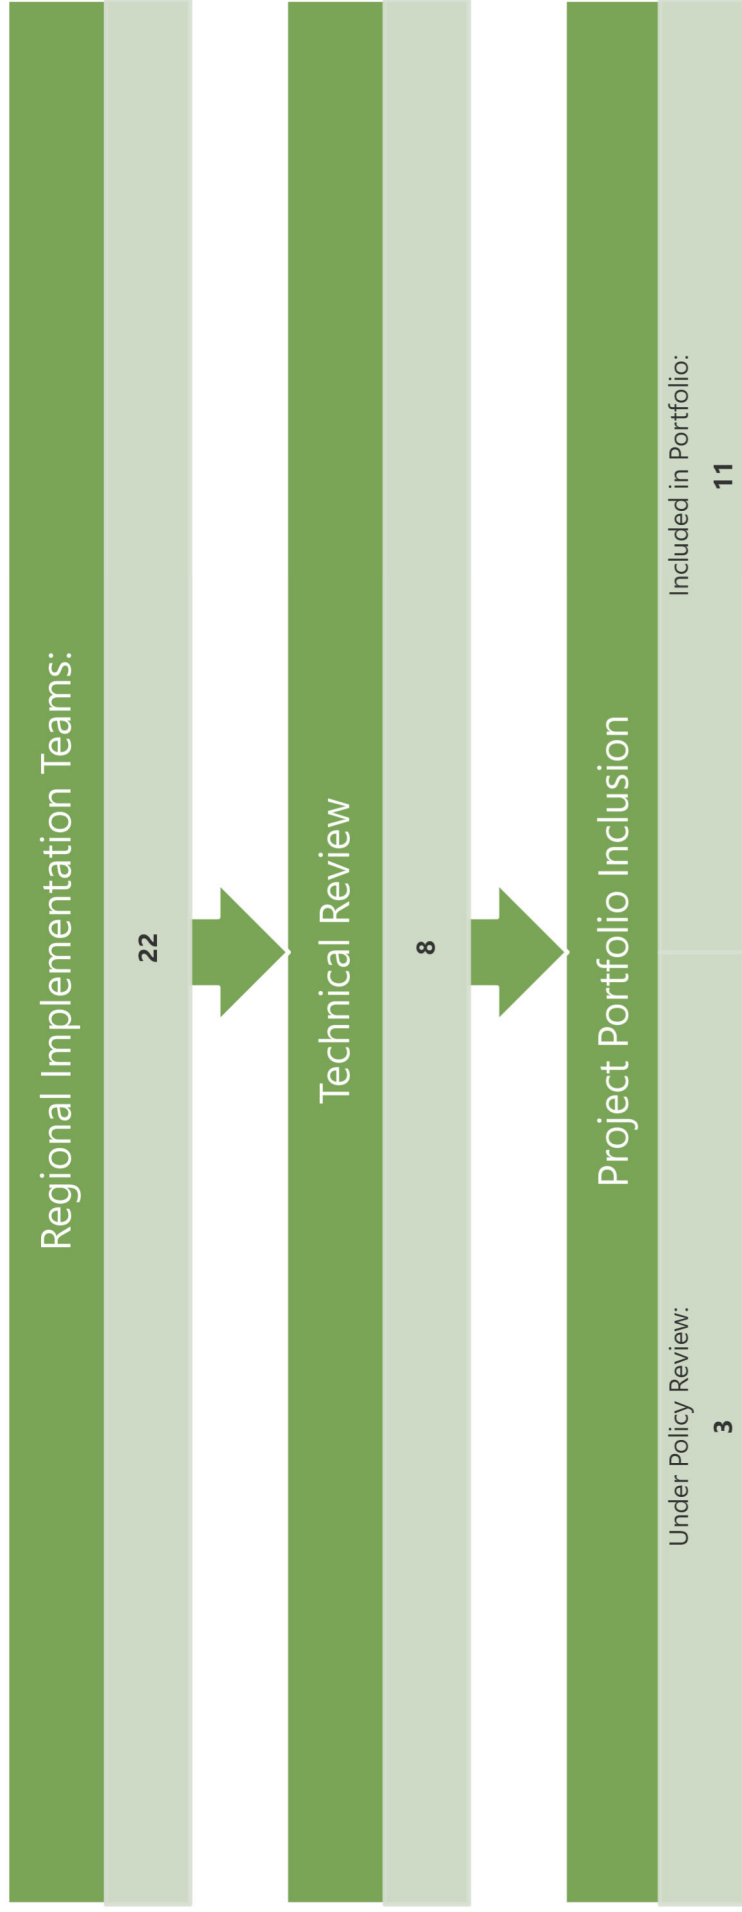 Regional Implementation Teams:
22
Technical Review
8
Project Portfolio Inclusion
Under Policy Review:
3
Included in Portfolio:
11